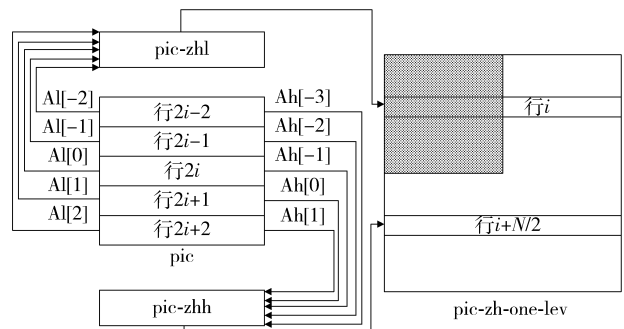 pic-zhl
Al[-2]
Al[-1]
Al[0]
Al[1]
Al[2]
行2i-2
行2i-1
行2i
行2i+1
行2i+2
pic
Ah[-3]
Ah[-2]
Ah[-1]
Ah[0]
Ah[1]
pic-zhh
行i
行i+N/2
pic-zh-one-lev